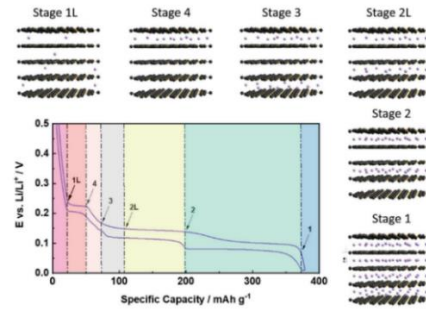 Stage 1L
Stage 4
Stage 3
Stage 2L
Stage 2
Stage 1
0.5
0.4
0.3
0.2
0.1
0.0
E vs. Li/Li⁺ / V
1L
4
3
2L
2
1
0
100
200
300
400
Specific Capacity / mAh g⁻¹